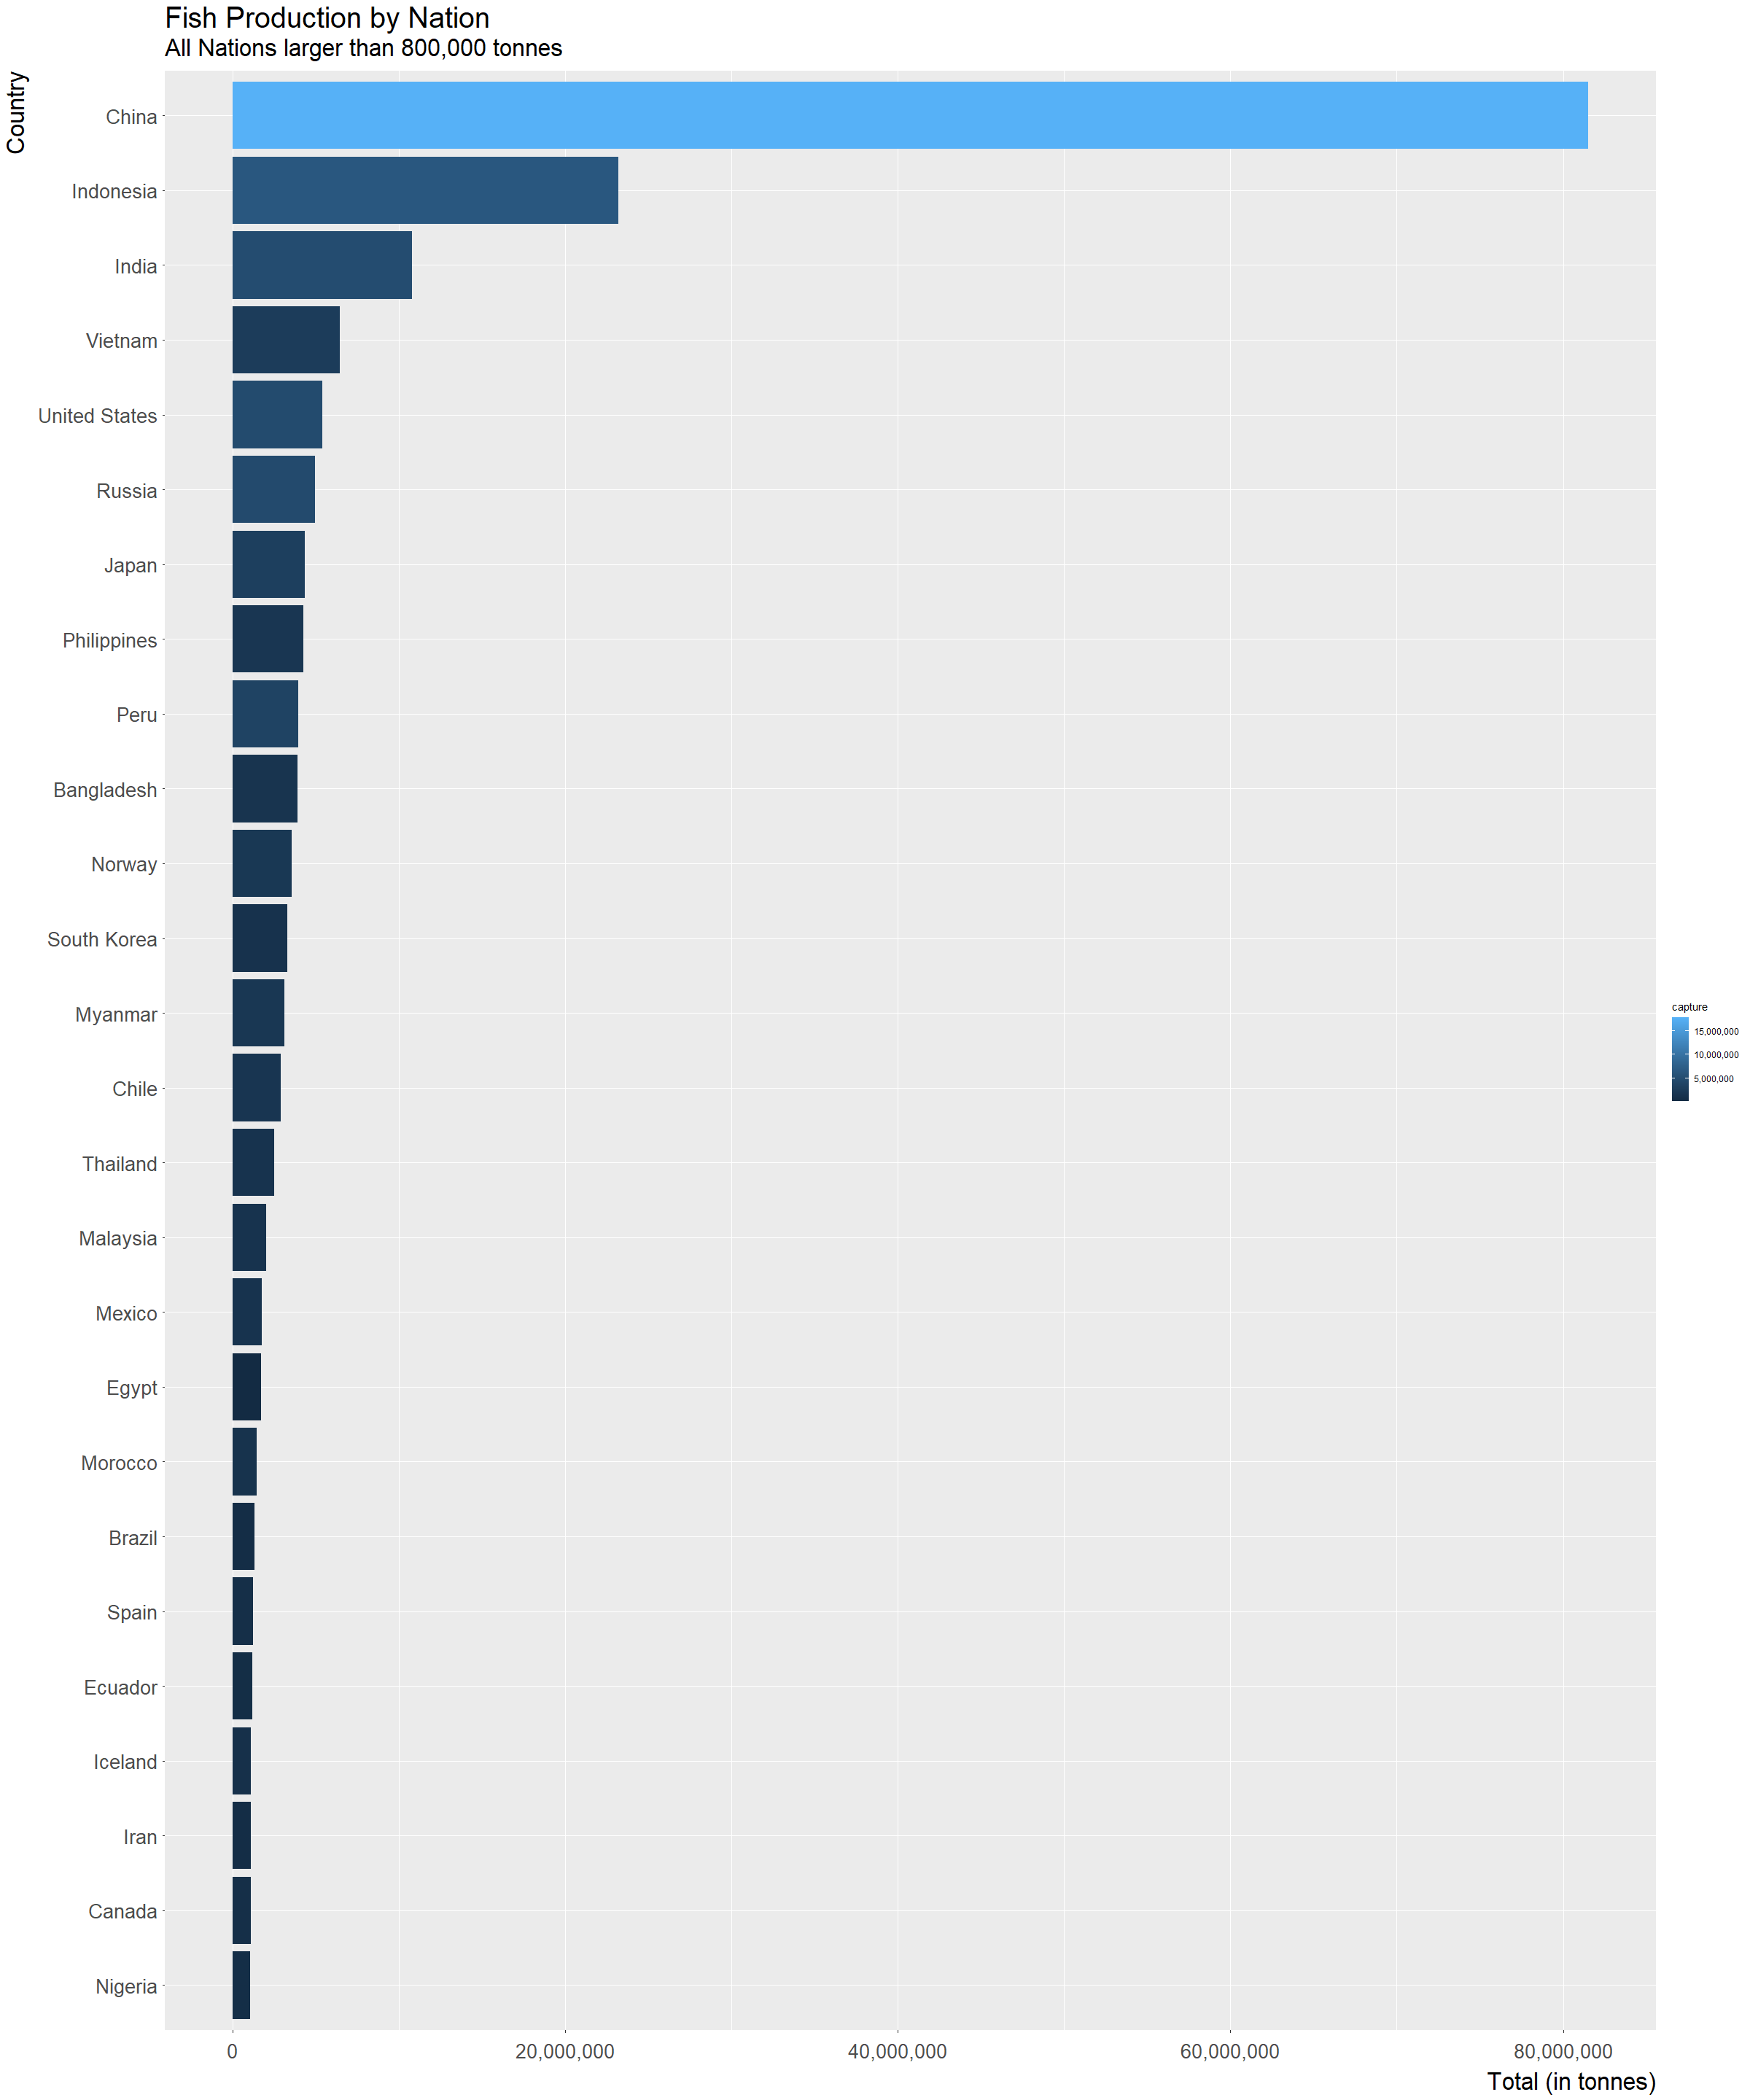 Fish Production by Nation
All Nations larger than 800,000 tonnes
Country
China
Indonesia
India
Vietnam
United States
Russia
Japan
Philippines
Peru
Bangladesh
Norway
South Korea
Myanmar
Chile
Thailand
Malaysia
Mexico
Egypt
Morocco
Brazil
Spain
Ecuador
Iceland
Iran
Canada
Nigeria
0 20,000,000 40,000,000 60,000,000 80,000,000
Total (in tonnes)
capture
15,000,000
10,000,000
5,000,000